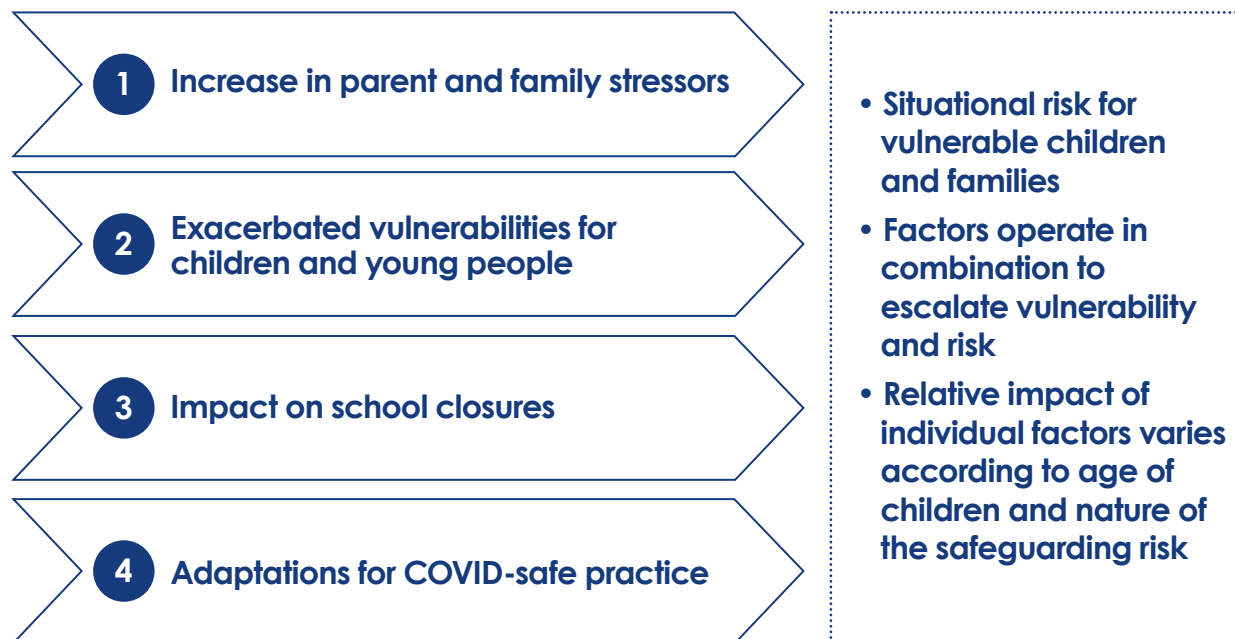 1 Increase in parent and family stressors
2 Exacerbated vulnerabilities for
children and young people
3 Impact on school closures
4 Adaptations for COVID-safe practice
• Situational risk for
vulnerable children
and families
• Factors operate in
combination to
escalate vulnerability
and risk
• Relative impact of
individual factors varies
according to age of
children and nature of
the safeguarding risk